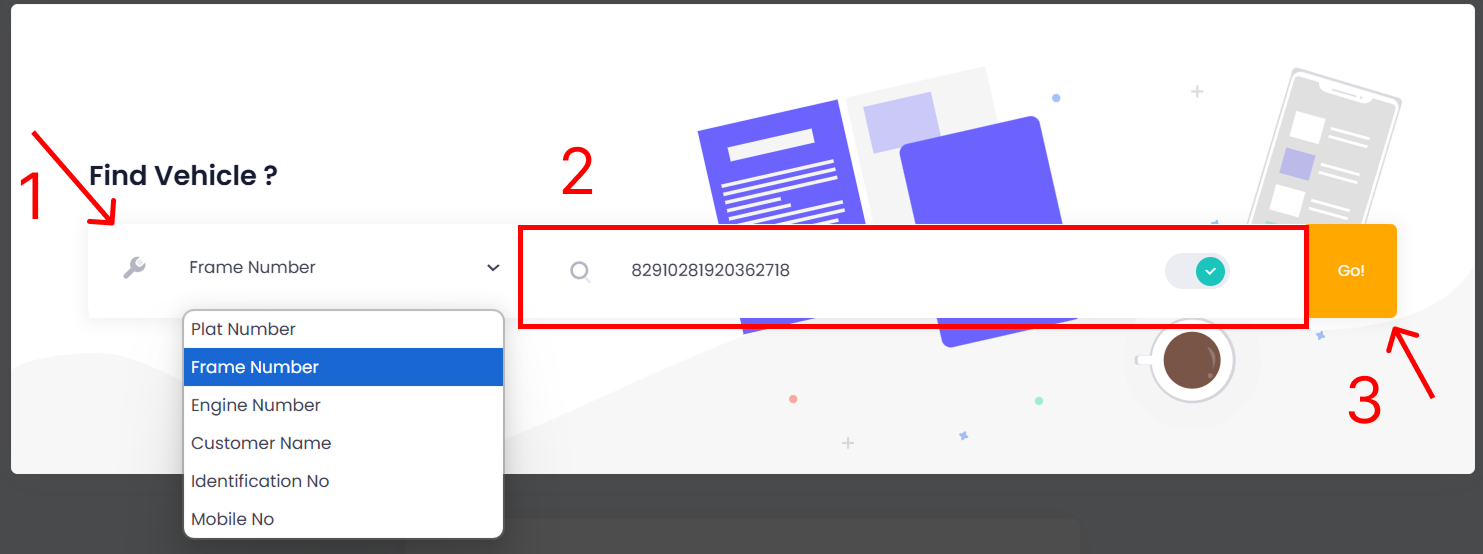 1
Find Vehicle ?
2
Frame Number
82910281920362718
Go!
Plat Number
Frame Number
Engine Number
Customer Name
Identification No
Mobile No
3